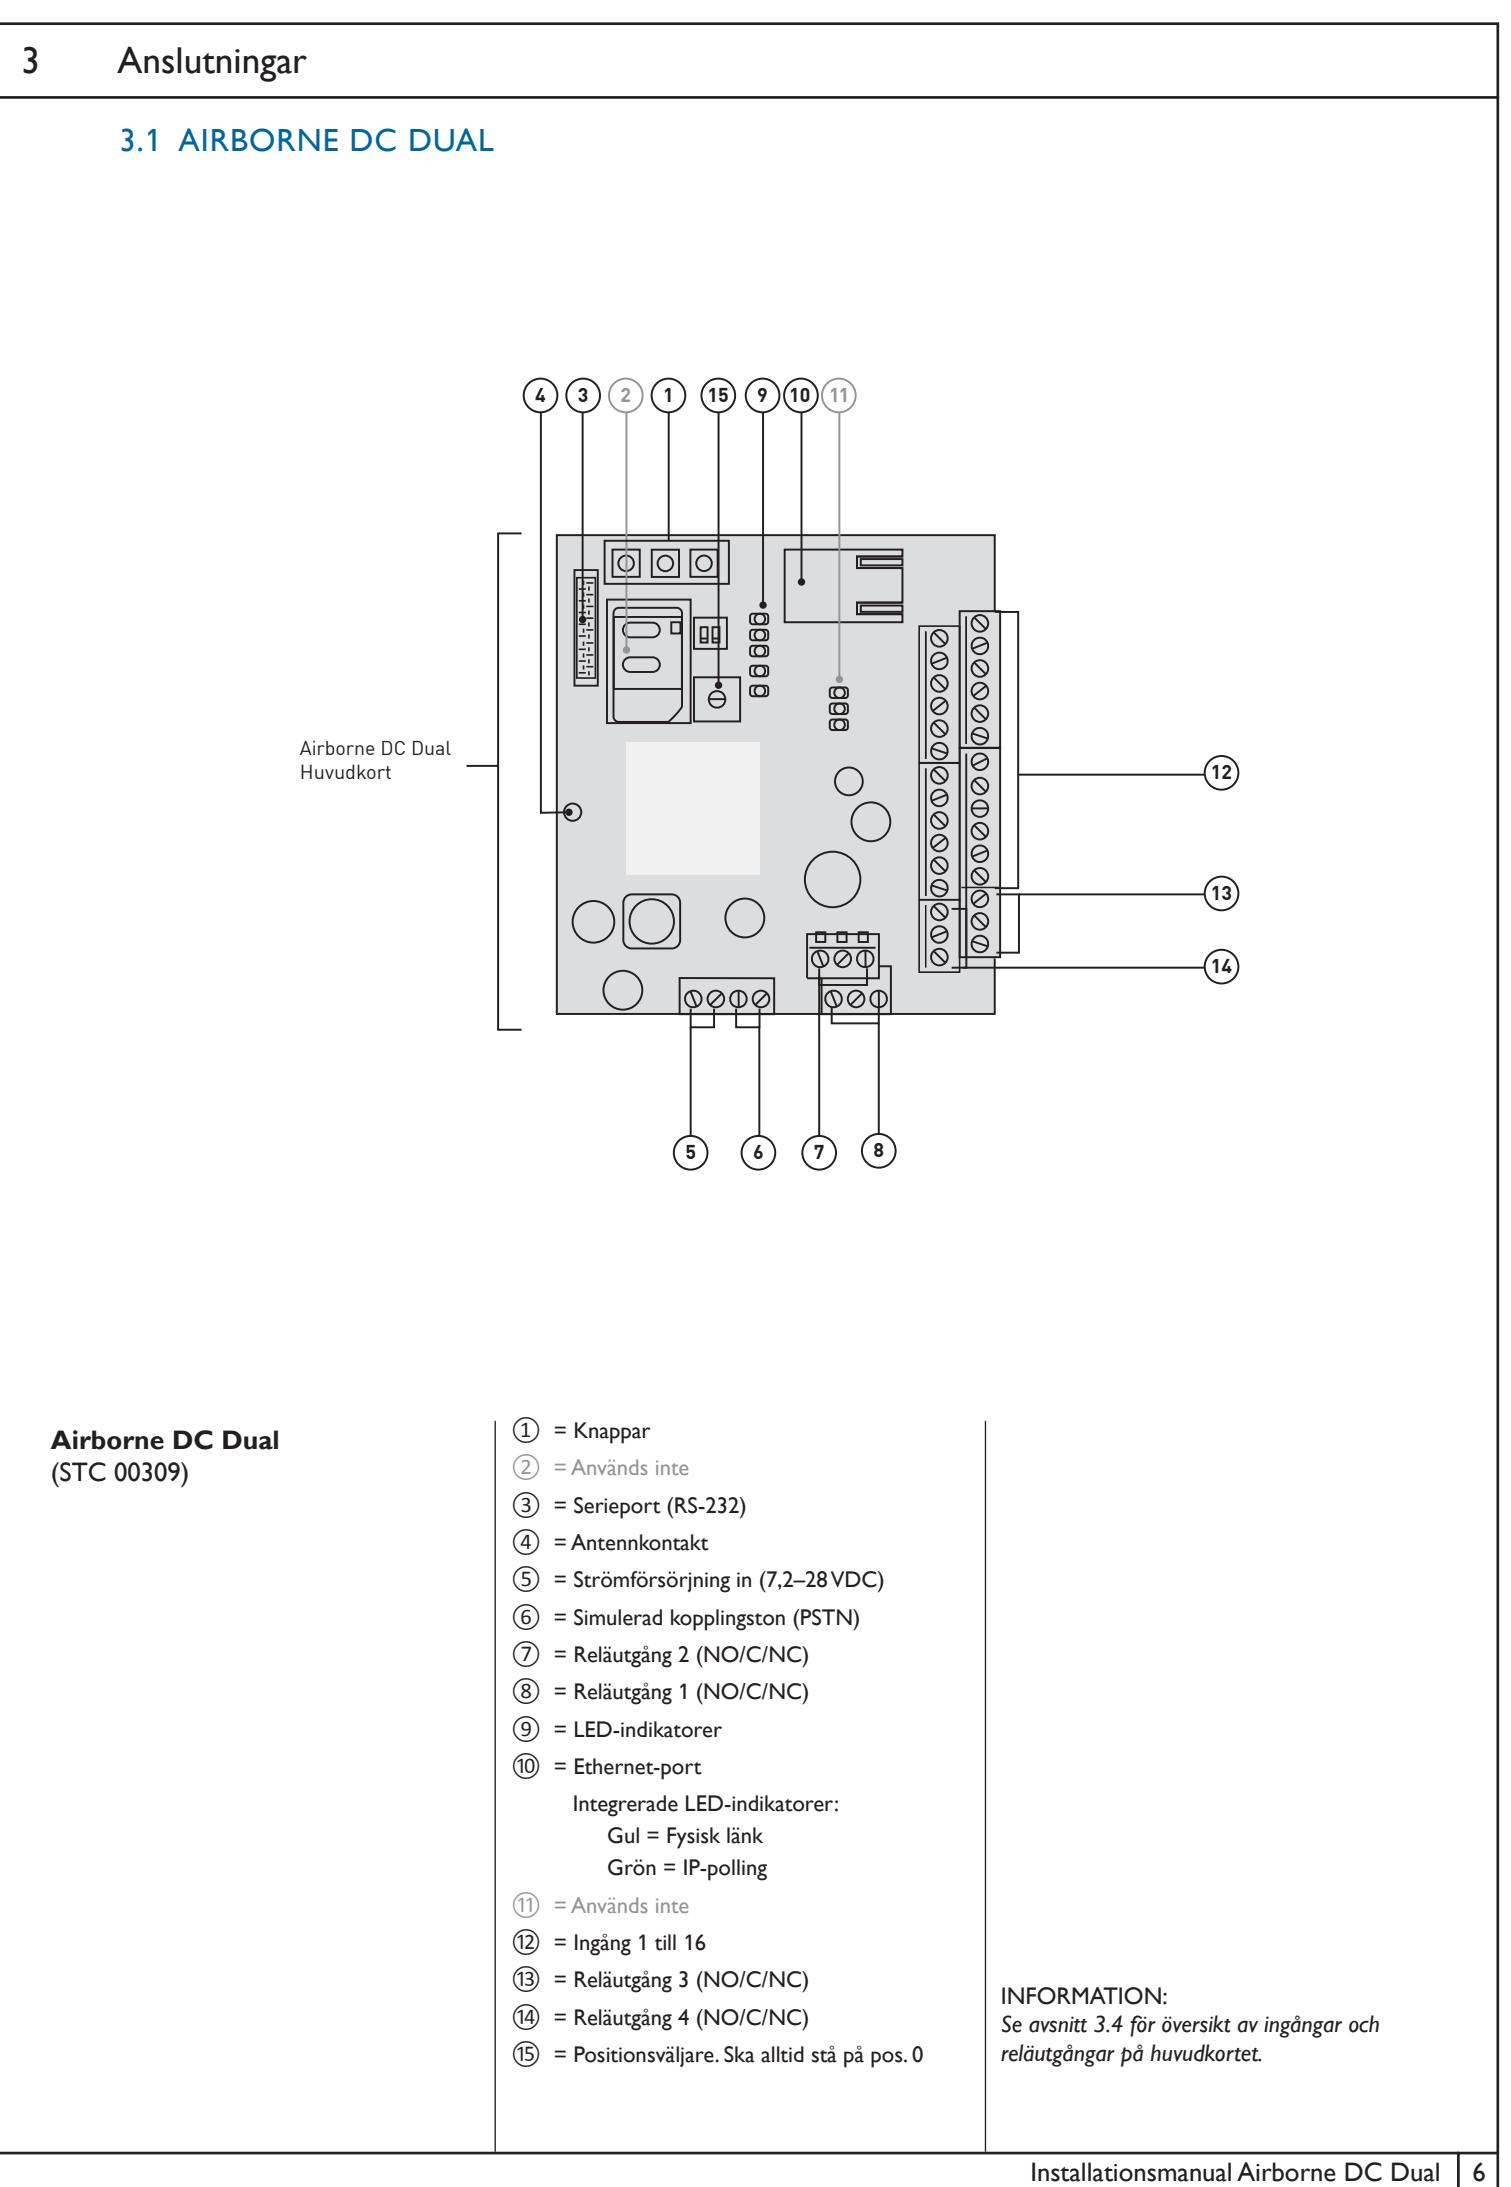 3 Anslutningar
3.1 AIRBORNE DC DUAL
4 3 2 1 15 9 10 11
Airborne DC Dual
Huvudkort
12
13
14
5 6 7 8
Airborne DC Dual
(STC 00309)
1 = Knappar
2 = Används inte
3 = Serieport (RS-232)
4 = Antennkontakt
5 = Strömförsörjning in (7,2–28 VDC)
6 = Simulerad kopplingston (PSTN)
7 = Reläutgång 2 (NO/C/NC)
8 = Reläutgång 1 (NO/C/NC)
9 = LED-indikatorer
10 = Ethernet-port
Integrerade LED-indikatorer:
Gul = Fysisk länk
Grön = IP-polling
11 = Används inte
12 = Ingång 1 till 16
13 = Reläutgång 3 (NO/C/NC)
14 = Reläutgång 4 (NO/C/NC)
15 = Positionsväljare. Ska alltid stå på pos. 0
INFORMATION:
Se avsnitt 3.4 för översikt av ingångar och
reläutgångar på huvudkortet.
Installationsmanual Airborne DC Dual 6